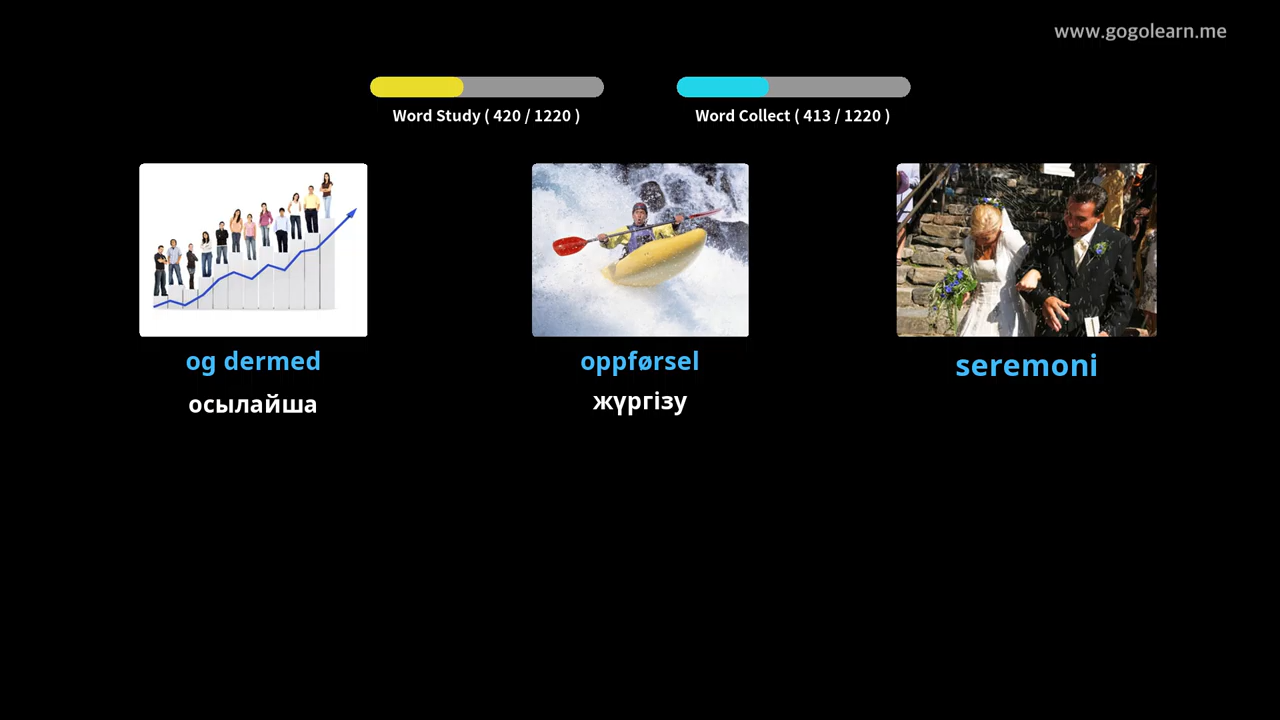 www.gogolearn.me
Word Study ( 420 / 1220 )
Word Collect ( 413 / 1220 )
og dermed
осылайша
oppførsel
жүргізу
seremoni